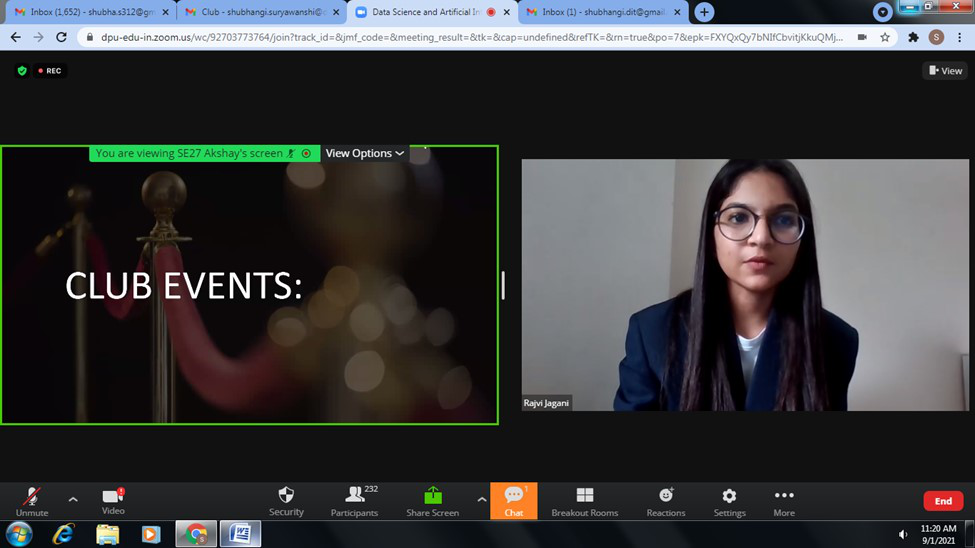 Inbox (1,652) - shubha.s312@gm
Club - shubhangi.suryawanshi@d
Data Science and Artificial In
Inbox (1) - shubhangi.dit@gmail
dpu-edu-in.zoom.us/wc/92703773764/join?track_id=&jmf_code=&meeting_result=&tk=&cap=undefined&refTK=&rn=true&po=7&epk=FXYQxQy7bNIfCbvitjKkuQMj...
S
REC
View
You are viewing SE27 Akshay's screen
View Options
CLUB EVENTS:
Rajvi Jagani
Unmute
Video
Security
232
Participants
Share Screen
1
Chat
Breakout Rooms
Reactions
Settings
More
End
11:20 AM
9/1/2021